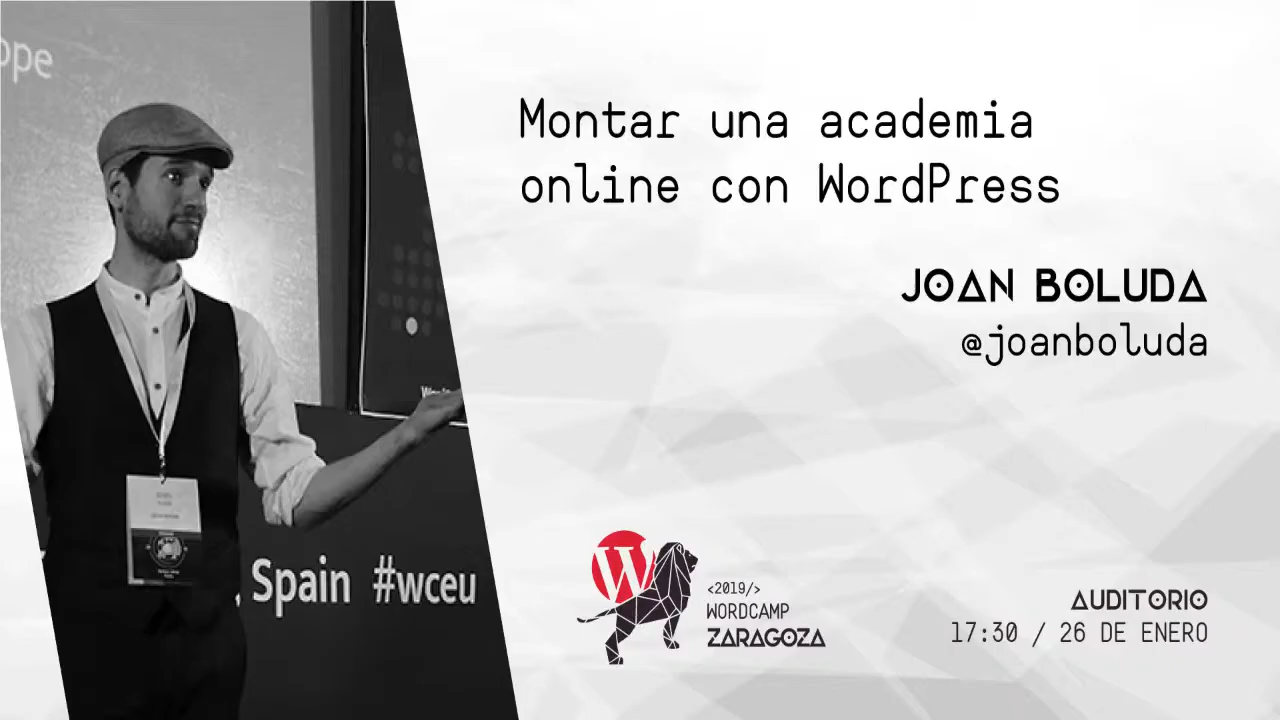 Montar una academia
online con WordPress
JOAN BOLUDA
@joanboluda
, Spain #wceu
<2019/>
WORDCAMP
ZARAGOZA
AUDITORIO
17:30 / 26 DE ENERO